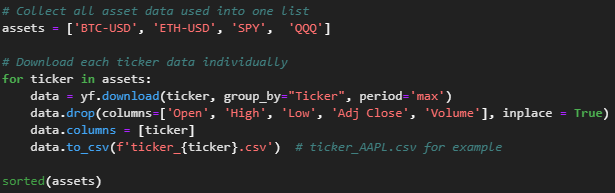 # Collect all asset data used into one list
assets = ['BTC-USD', 'ETH-USD', 'SPY',  'QQQ']
# Download each ticker data individually
for ticker in assets:
    data = yf.download(ticker, group_by="Ticker", period='max')
    data.drop(columns=['Open', 'High', 'Low', 'Adj Close', 'Volume'], inplace = True)
    data.columns = [ticker]
    data.to_csv(f'ticker_{ticker}.csv')  # ticker_AAPL.csv for example
sorted(assets)